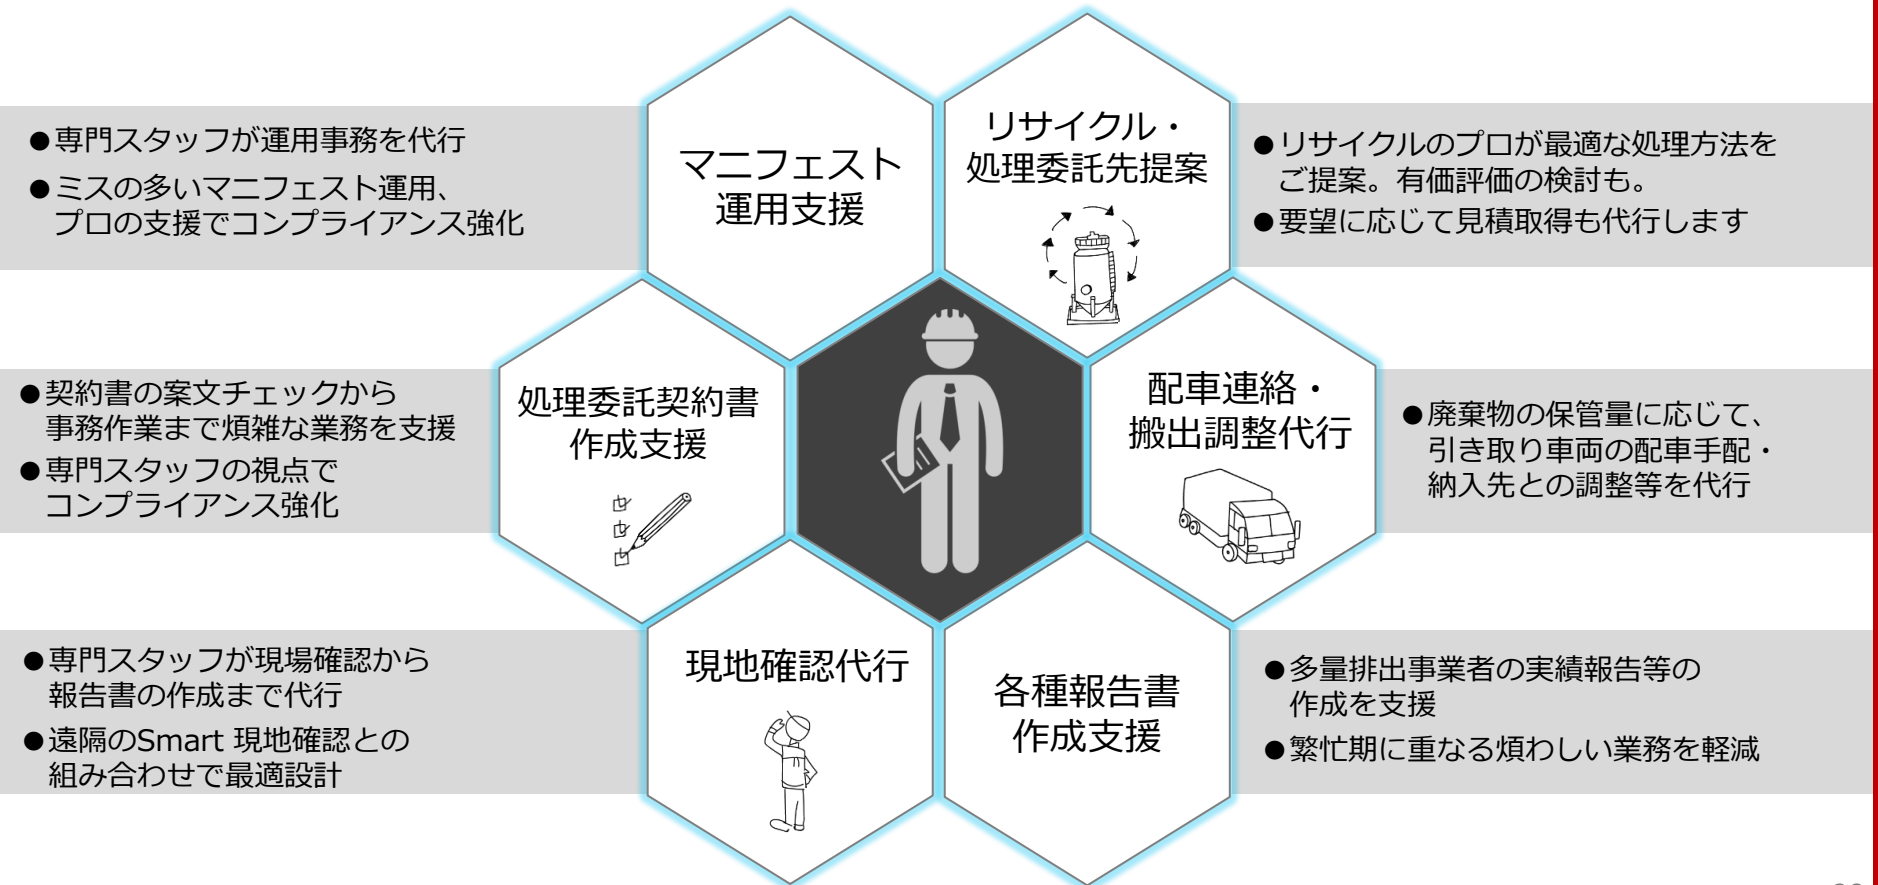 ●専門スタッフが運用事務を代行
●ミスの多いマニフェスト運用、
プロの支援でコンプライアンス強化
マニフェスト
運用支援
リサイクル・
処理委託先提案
●リサイクルのプロが最適な処理方法を
ご提案。有価評価の検討も。
●要望に応じて見積取得も代行します
●契約書の案文チェックから
事務作業まで煩雑な業務を支援
●専門スタッフの視点で
コンプライアンス強化
処理委託契約書
作成支援
配車連絡・
搬出調整代行
●廃棄物の保管量に応じて、
引き取り車両の配車手配・
納入先との調整等を代行
●専門スタッフが現場確認から
報告書の作成まで代行
●遠隔のSmart 現地確認との
組み合わせで最適設計
現地確認代行
各種報告書
作成支援
●多量排出事業者の実績報告等の
作成を支援
●繁忙期に重なる煩わしい業務を軽減